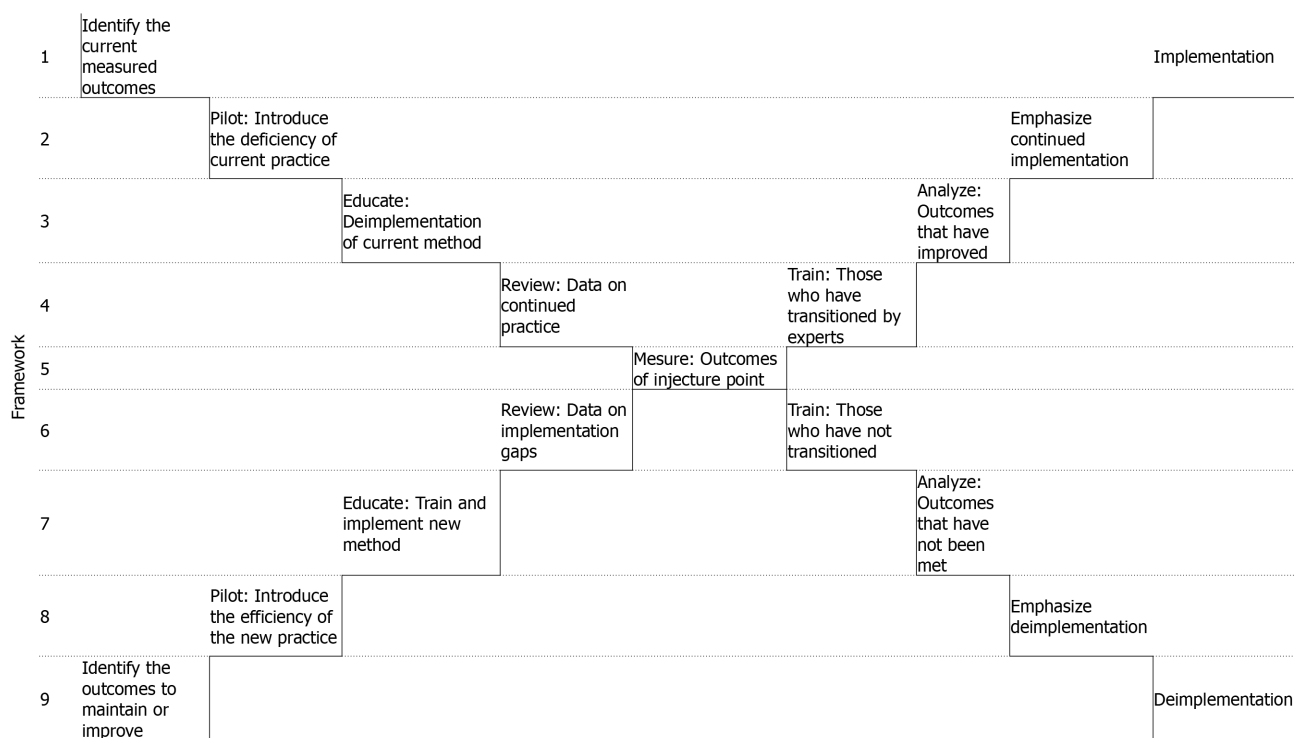 Framework
1
Identify the
current
measured
outcomes
Implementation
2
Pilot: Introduce
the deficiency of
current practice
Emphasize
continued
implementation
3
Educate:
Deimplementation
of current method
Analyze:
Outcomes
that have
improved
4
Review: Data on
continued
practice
Train: Those
who have
transitioned by
experts
5
Mesure: Outcomes
of injecture point
6
Review: Data on
implementation
gaps
Train: Those
who have not
transitioned
7
Educate: Train and
implement new
method
Analyze:
Outcomes
that have
not been
met
8
Pilot: Introduce
the efficiency of
the new practice
Emphasize
deimplementation
9
Identify the
outcomes to
maintain or
improve
Deimplementation